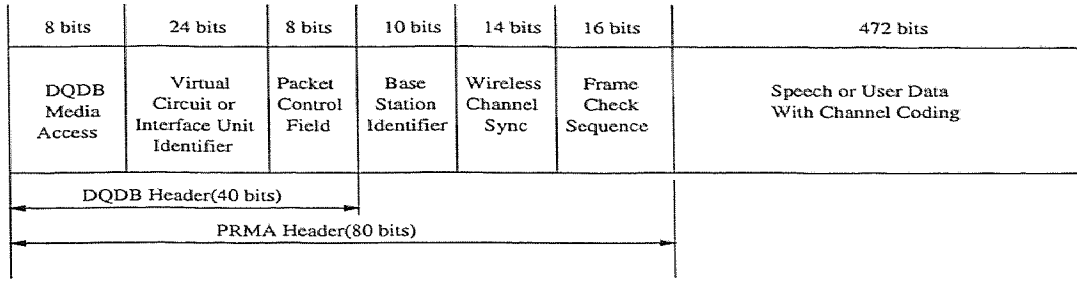 8 bits 24 bits 8 bits 10 bits 14 bits 16 bits 472 bits
DQDB
Media
Access
Virtual
Circuit or
Interface Unit
Identifier
Packet
Control
Field
Base
Station
Identifier
Wireless
Channel
Sync
Frame
Check
Sequence
Speech or User Data
With Channel Coding
DQDB Header(40 bits)
PRMA Header(80 bits)